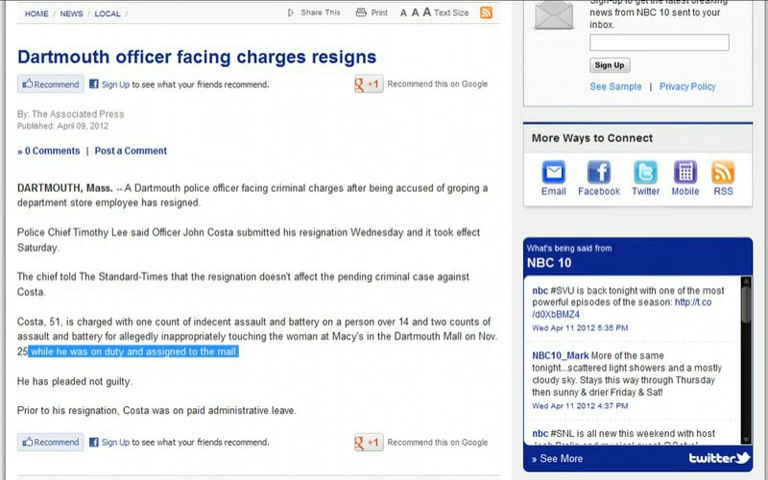 HOME / NEWS / LOCAL /
Share This
Print
A A A Text Size
Dartmouth officer facing charges resigns
Recommend
Sign Up to see what your friends recommend.
+1
Recommend this on Google
By: The Associated Press
Published: April 09, 2012
» 0 Comments | Post a Comment
DARTMOUTH, Mass. -- A Dartmouth police officer facing criminal charges after being accused of groping a
department store employee has resigned.
Police Chief Timothy Lee said Officer John Costa submitted his resignation Wednesday and it took effect
Saturday.
The chief told The Standard-Times that the resignation doesn't affect the pending criminal case against
Costa.
Costa, 51, is charged with one count of indecent assault and battery on a person over 14 and two counts of
assault and battery for allegedly inappropriately touching the woman at Macy's in the Dartmouth Mall on Nov.
25 while he was on duty and assigned to the mall.
He has pleaded not guilty.
Prior to his resignation, Costa was on paid administrative leave.
Recommend
Sign Up to see what your friends recommend.
+1
Recommend this on Google
news from NBC 10 sent to your
inbox.
Sign Up
See Sample | Privacy Policy
More Ways to Connect
Email
Facebook
Twitter
Mobile
RSS
What's being said from
NBC 10
nbc #SVU is back tonight with one of the most
powerful episodes of the season: http://t.co
/d0XbBMZ4
Wed Apr 11 2012 5:35 PM
NBC10_Mark More of the same
tonight...scattered light showers and a mostly
cloudy sky. Stays this way through Thursday
then sunny & drier Friday & Sat!
Wed Apr 11 2012 4:37 PM
nbc #SNL is all new this weekend with host
» See More
twitter